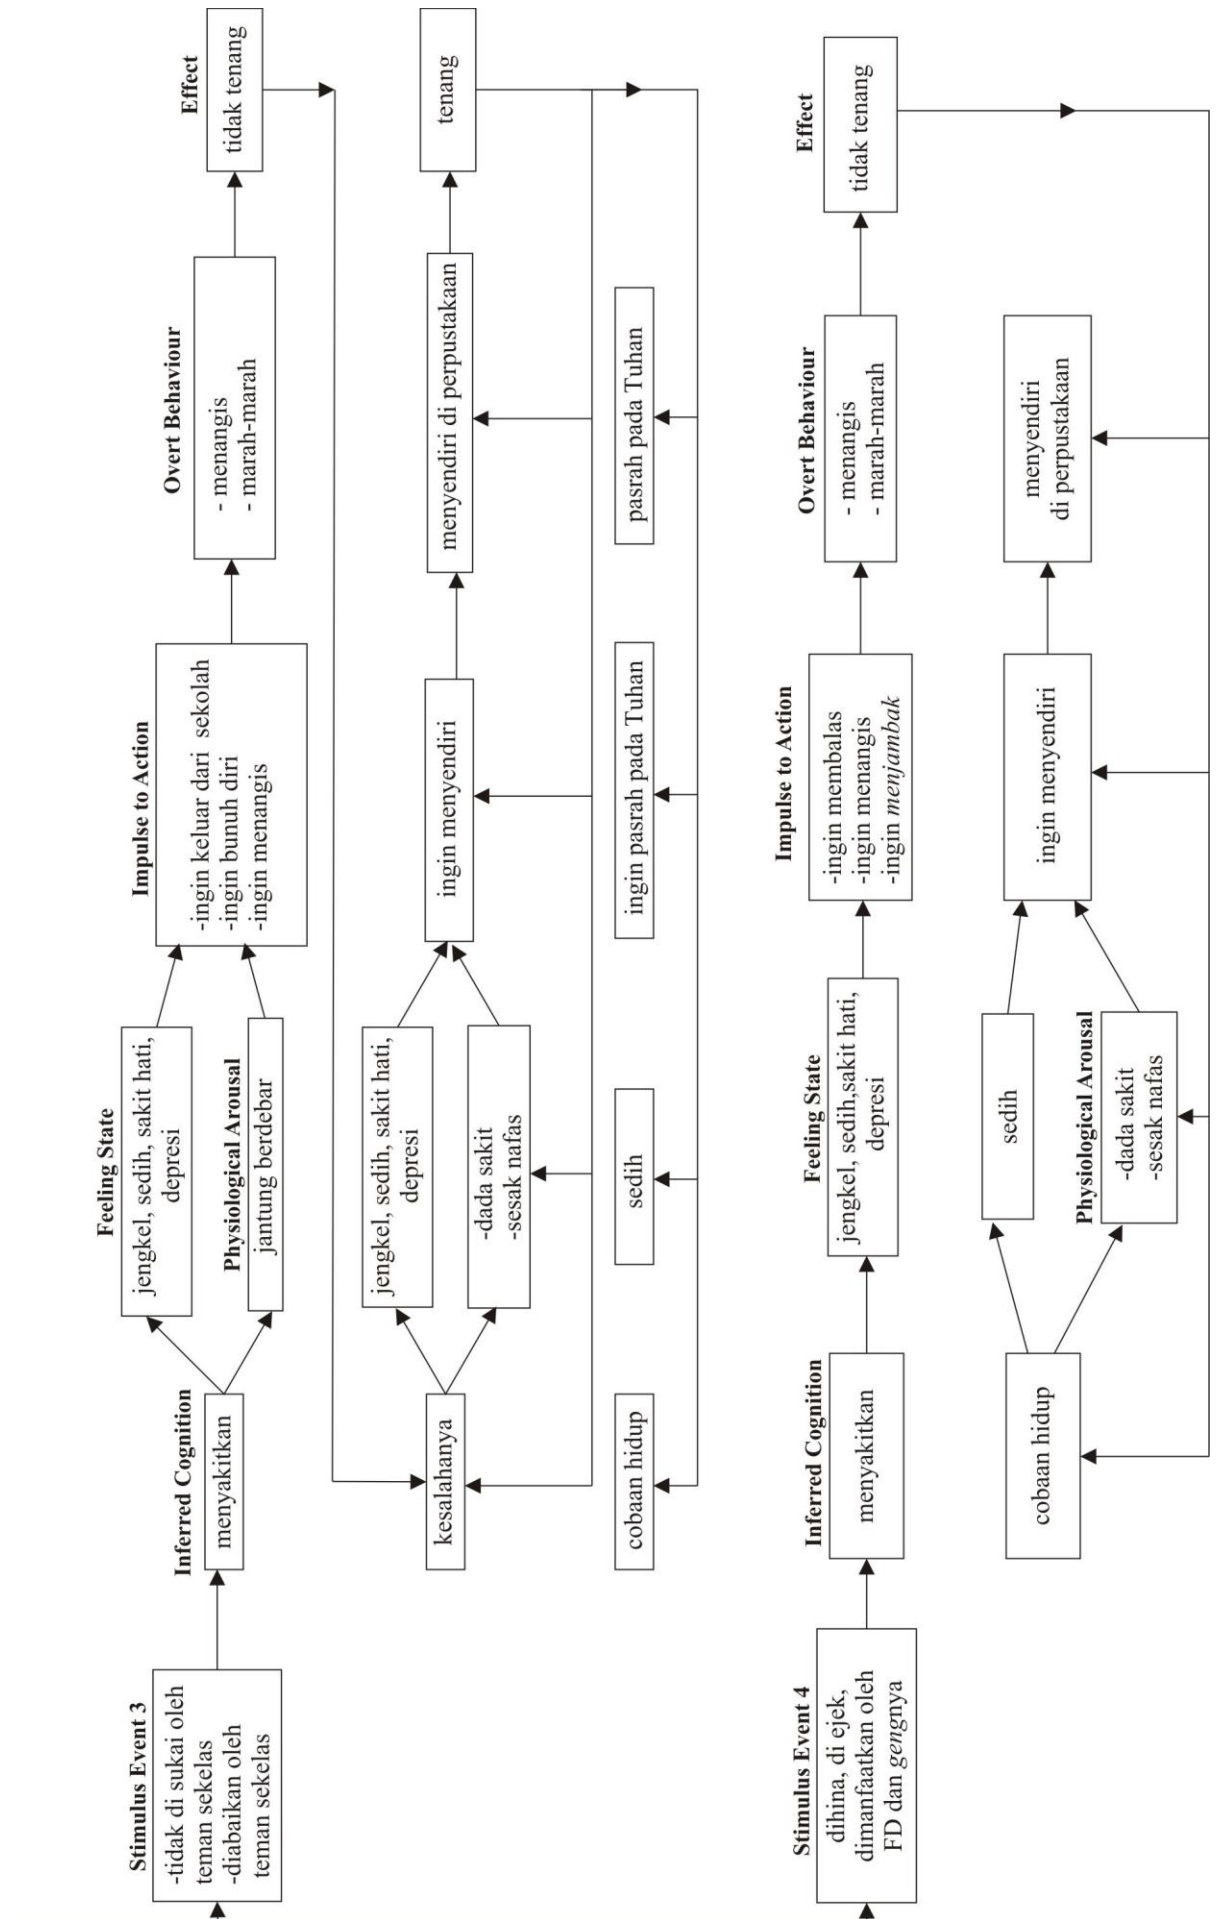 Stimulus Event 3
-tidak di sukai oleh
teman sekelas
-diabaikan oleh
teman sekelas
Inferred Cognition
menyakitkan
Feeling State
jengkel, sedih, sakit hati,
depresi
Physiological Arousal
jantung berdebar
Impulse to Action
-ingin keluar dari sekolah
-ingin bunuh diri
-ingin menangis
Overt Behaviour
- menangis
- marah-marah
Effect
tidak tenang
kesalahanya
jengkel, sedih, sakit hati,
depresi
-dada sakit
-sesak nafas
ingin menyendiri
menyendiri di perpustakaan
tenang
cobaan hidup
sedih
ingin pasrah pada Tuhan
pasrah pada Tuhan
Stimulus Event 4
dihina, di ejek,
dimanfaatkan oleh
FD dan gengnya
Inferred Cognition
menyakitkan
Feeling State
jengkel, sedih,sakit hati,
depresi
Impulse to Action
-ingin membalas
-ingin menangis
-ingin menjambak
Overt Behaviour
- menangis
- marah-marah
Effect
tidak tenang
cobaan hidup
sedih
Physiological Arousal
-dada sakit
-sesak nafas
ingin menyendiri
menyendiri
di perpustakaan